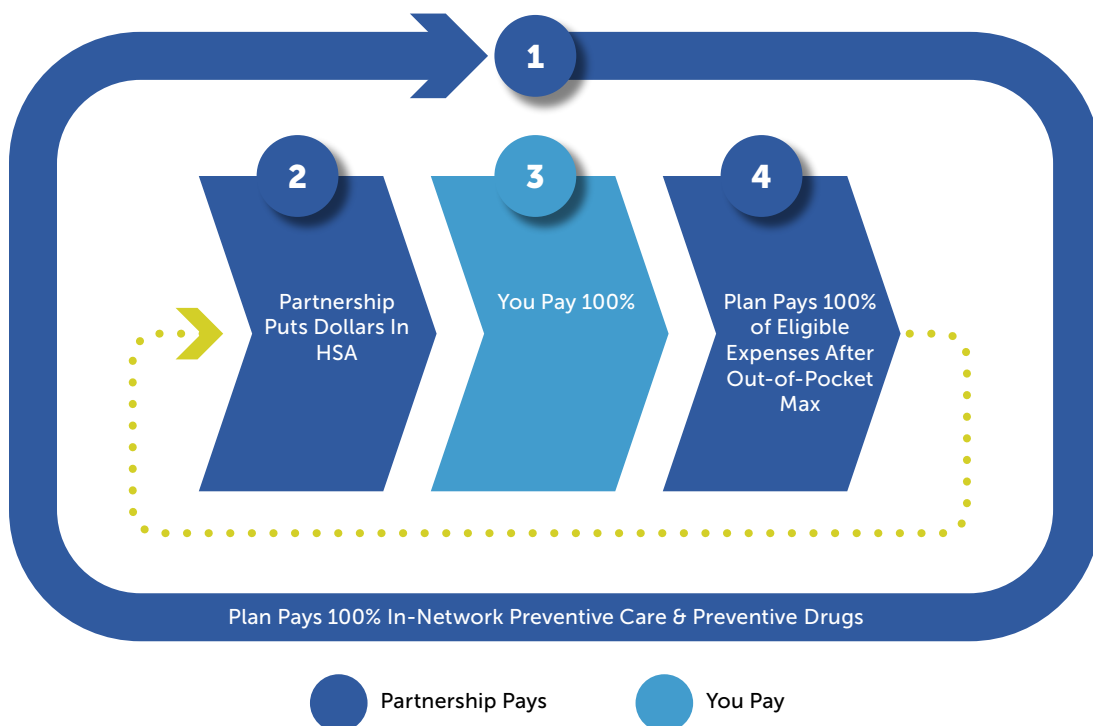 1
2
3
4
Partnership
Puts Dollars In
HSA
You Pay 100%
Plan Pays 100%
of Eligible
Expenses After
Out-of-Pocket
Max
Plan Pays 100% In-Network Preventive Care & Preventive Drugs
Partnership Pays
You Pay